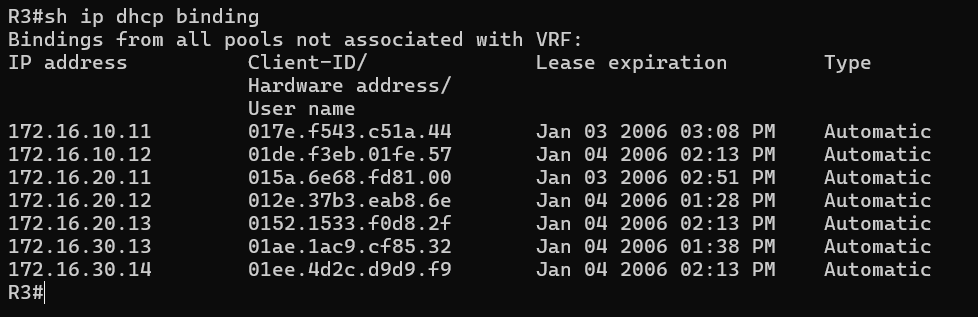 R3#sh ip dhcp binding
Bindings from all pools not associated with VRF:
IP address          Client-ID/              Lease expiration        Type
                    Hardware address/
                    User name
172.16.10.11        017e.f543.c51a.44       Jan 03 2006 03:08 PM    Automatic
172.16.10.12        01de.f3eb.01fe.57       Jan 04 2006 02:13 PM    Automatic
172.16.20.11        015a.6e68.fd81.00       Jan 03 2006 02:51 PM    Automatic
172.16.20.12        012e.37b3.eab8.6e       Jan 04 2006 01:28 PM    Automatic
172.16.20.13        0152.1533.f0d8.2f       Jan 04 2006 02:13 PM    Automatic
172.16.30.13        01ae.1ac9.cf85.32       Jan 04 2006 01:38 PM    Automatic
172.16.30.14        01ee.4d2c.d9d9.f9       Jan 04 2006 02:13 PM    Automatic
R3#